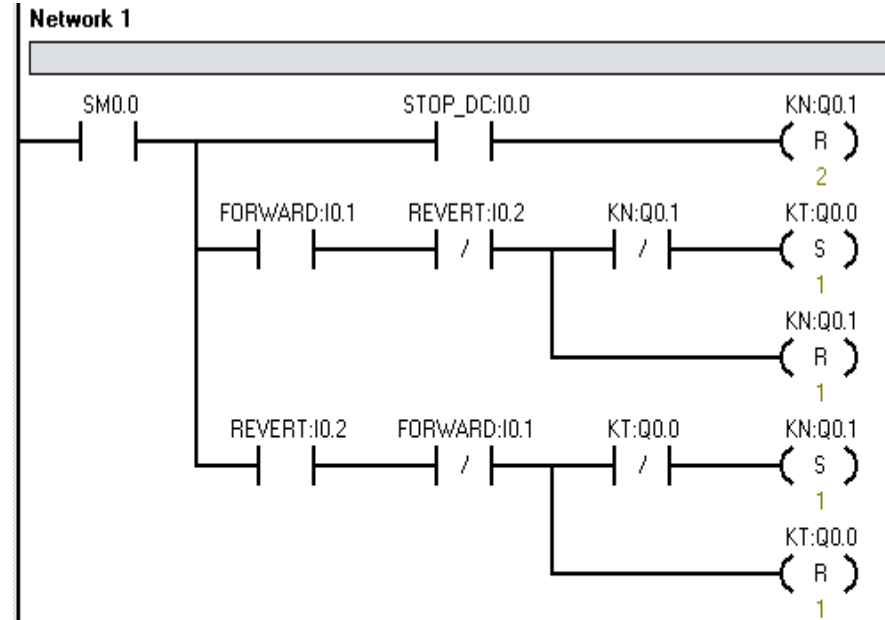 Network 1
SM0.0 STOP_DC:I0.0 KN:Q0.1
R
2
FORWARD:I0.1 REVERT:I0.2 KN:Q0.1 KT:Q0.0
/ / S
1
KN:Q0.1
R
1
REVERT:I0.2 FORWARD:I0.1 KT:Q0.0 KN:Q0.1
/ / S
1
KT:Q0.0
R
1